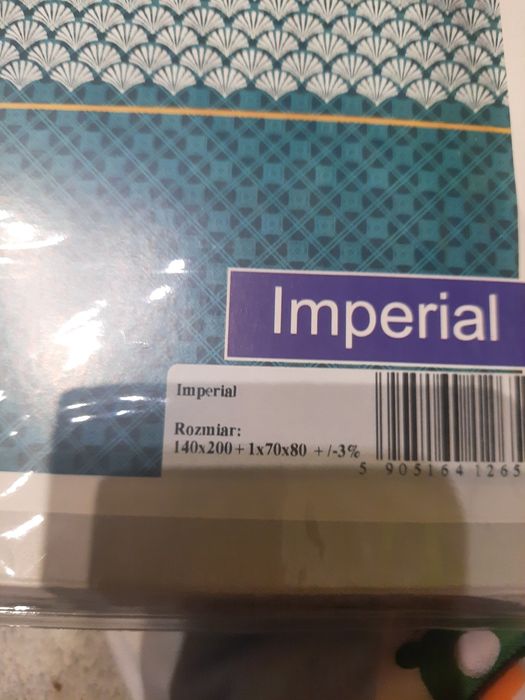 Imperial
Imperial
Rozmiar:
140x200 + 1x70x80 +/-3%
5 905164 1265